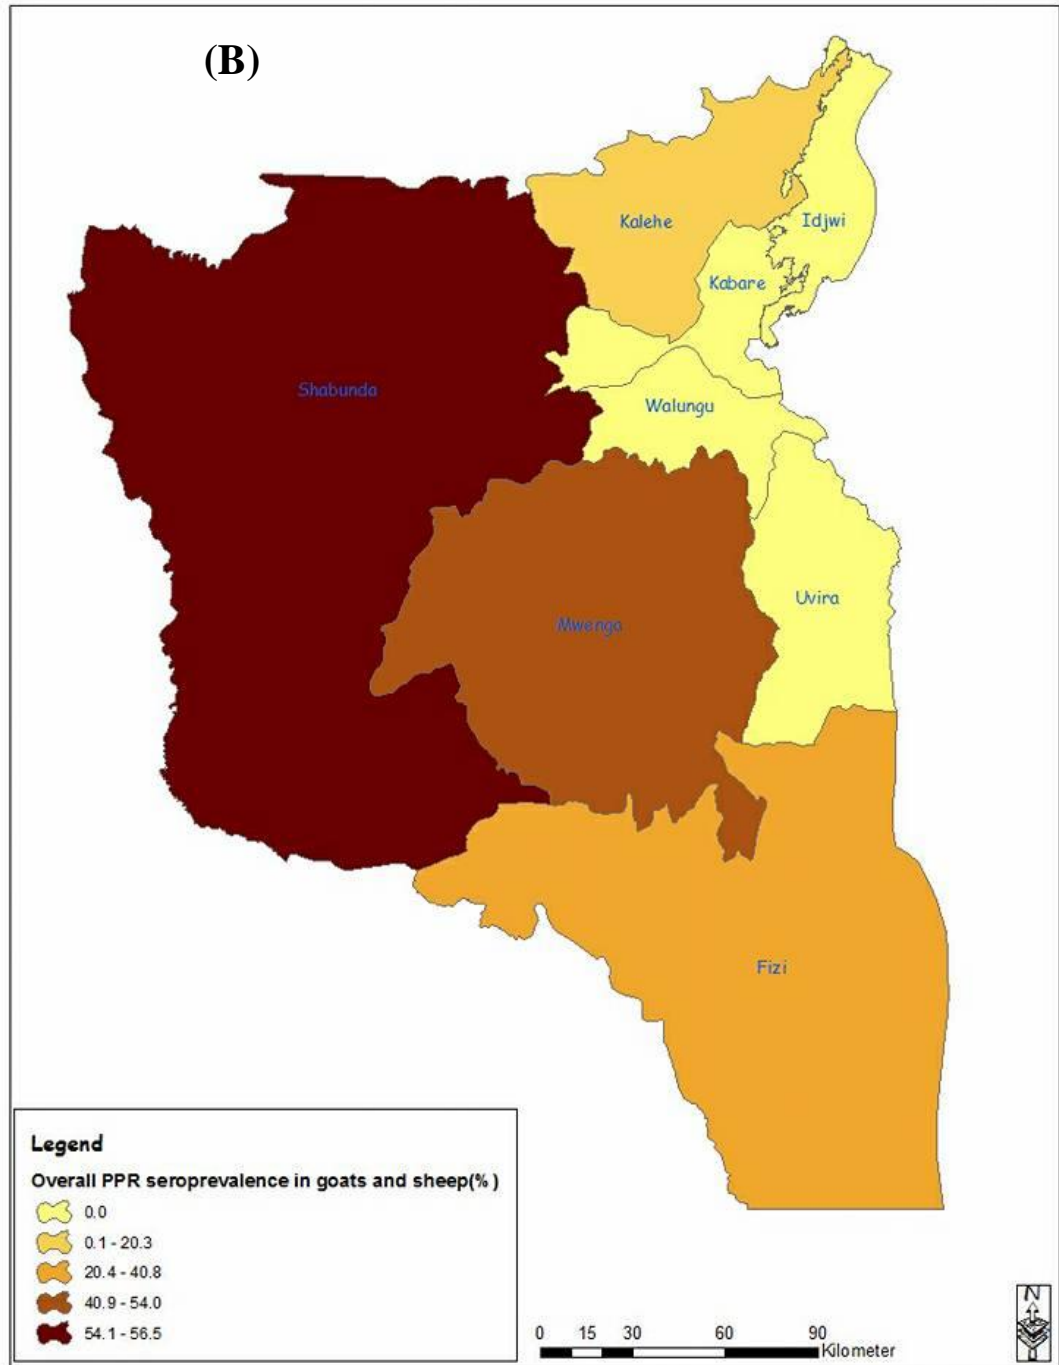 (B)
Kalehe
Idjwi
Kabare
Shabunda
Walungu
Uvira
Mwenga
Fizi
Legend
Overall PPR seroprevalence in goats and sheep(%)
0.0
0.1 - 20.3
20.4 - 40.8
40.9 - 54.0
54.1 - 56.5
N
0 15 30 60 90
Kilometer